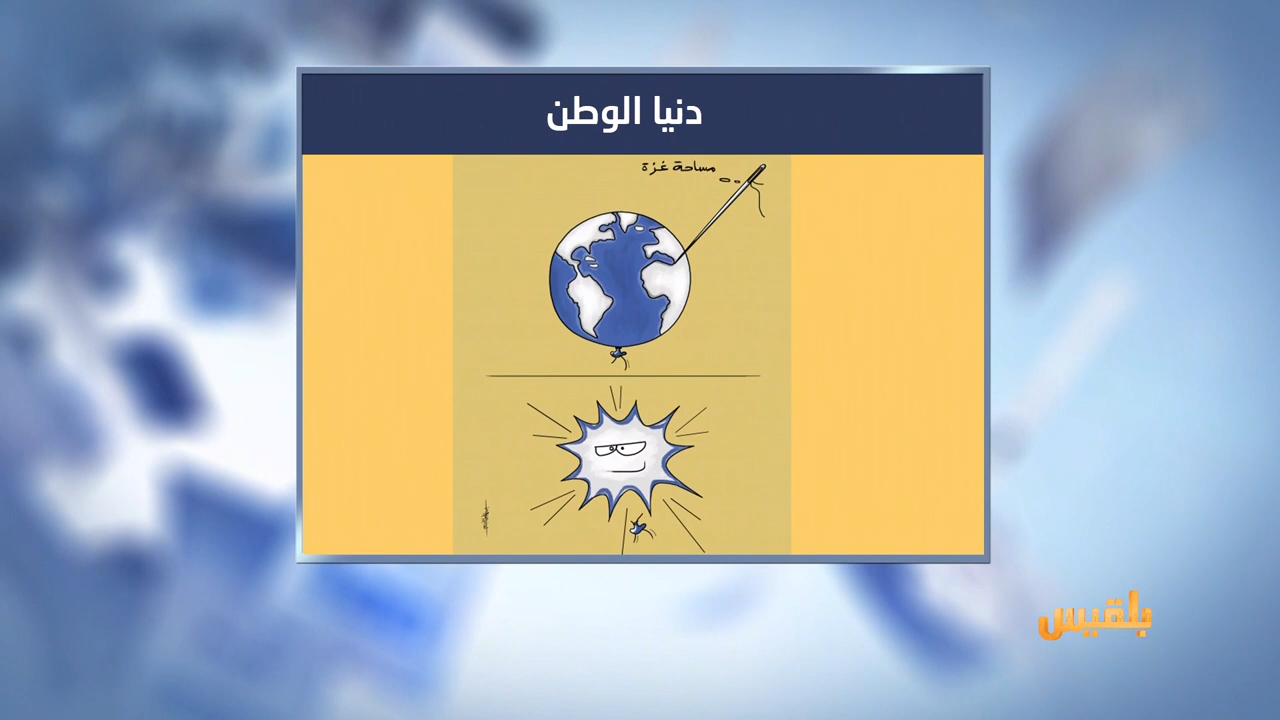 دنيا الوطن
مساحة غزة
بلقيس